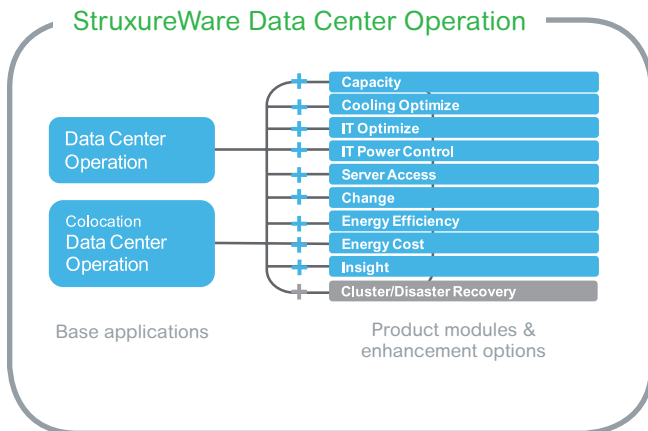 StruxureWare Data Center Operation
Data Center
Operation
Colocation
Data Center
Operation
Base applications
Capacity
Cooling Optimize
IT Optimize
IT Power Control
Server Access
Change
Energy Efficiency
Energy Cost
Insight
Cluster/Disaster Recovery
Product modules &
enhancement options